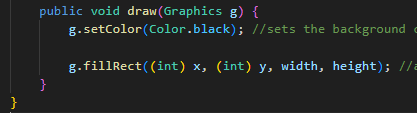 public void draw(Graphics g) {
g.setColor(Color.black); //sets the background
g.fillRect((int) x, (int) y, width, height); //
}
}